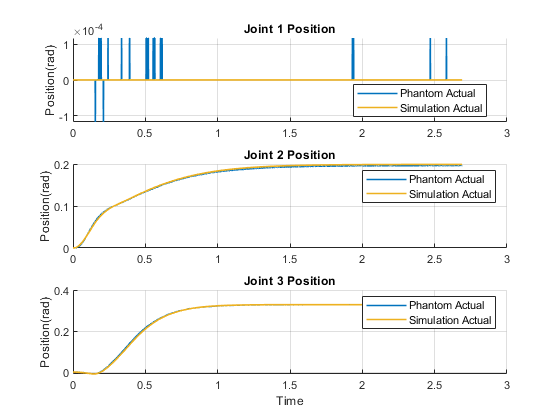 Joint 1 Position
×10⁻⁴
1
0
-1
Position(rad)
0 0.5 1 1.5 2 2.5 3
Phantom Actual
Simulation Actual
Joint 2 Position
0.2
0.1
0
Position(rad)
0 0.5 1 1.5 2 2.5 3
Phantom Actual
Simulation Actual
Joint 3 Position
0.4
0.2
0
Position(rad)
0 0.5 1 1.5 2 2.5 3
Phantom Actual
Simulation Actual
Time